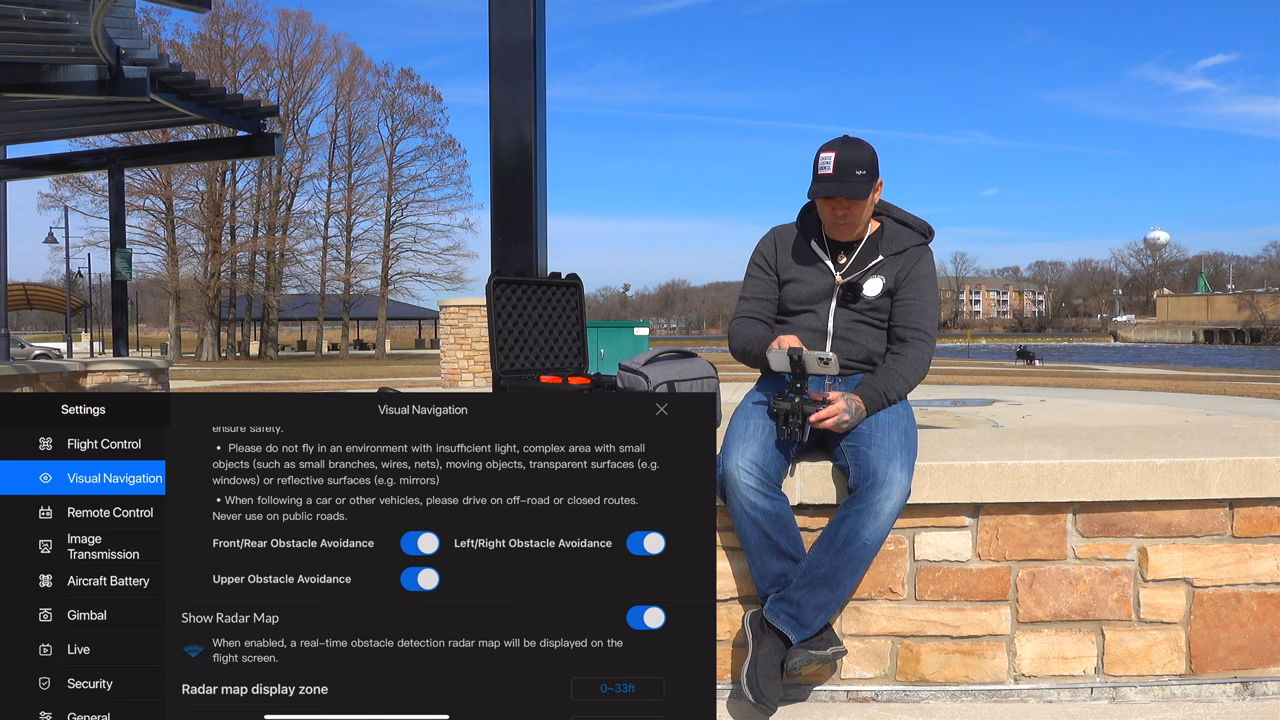 CHOOSE
LOVING
KINDNESS.
Settings
Visual Navigation
Flight Control
Visual Navigation
Remote Control
Image
Transmission
Aircraft Battery
Gimbal
Live
Security
General
ensure safety.
• Please do not fly in an environment with insufficient light, complex area with small
objects (such as small branches, wires, nets), moving objects, transparent surfaces (e.g.
windows) or reflective surfaces (e.g. mirrors)
• When following a car or other vehicles, please drive on off-road or closed routes.
Never use on public roads.
Front/Rear Obstacle Avoidance
Left/Right Obstacle Avoidance
Upper Obstacle Avoidance
Show Radar Map
When enabled, a real-time obstacle detection radar map will be displayed on the
flight screen.
Radar map display zone
0~33ft